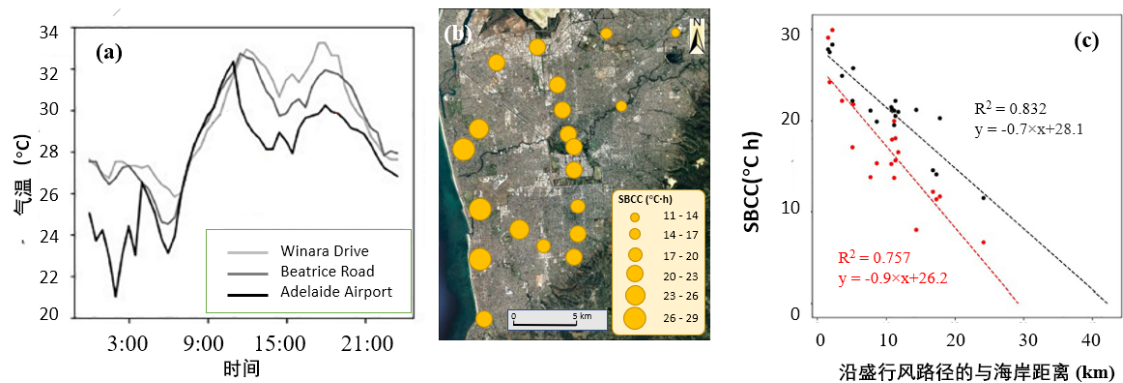 (a)
气温 (°C)
34
32
30
28
26
24
22
20
Winara Drive
Beatrice Road
Adelaide Airport
3:00
9:00
15:00
21:00
时间
(b)
N
SBCC (°C·h)
11 - 14
14 - 17
17 - 20
20 - 23
23 - 26
26 - 29
0 5 km
(c)
SBCC(°C h)
30
20
10
0
R² = 0.832
y = -0.7×x+28.1
R² = 0.757
y = -0.9×x+26.2
0 10 20 30 40
沿盛行风路径的与海岸距离 (km)